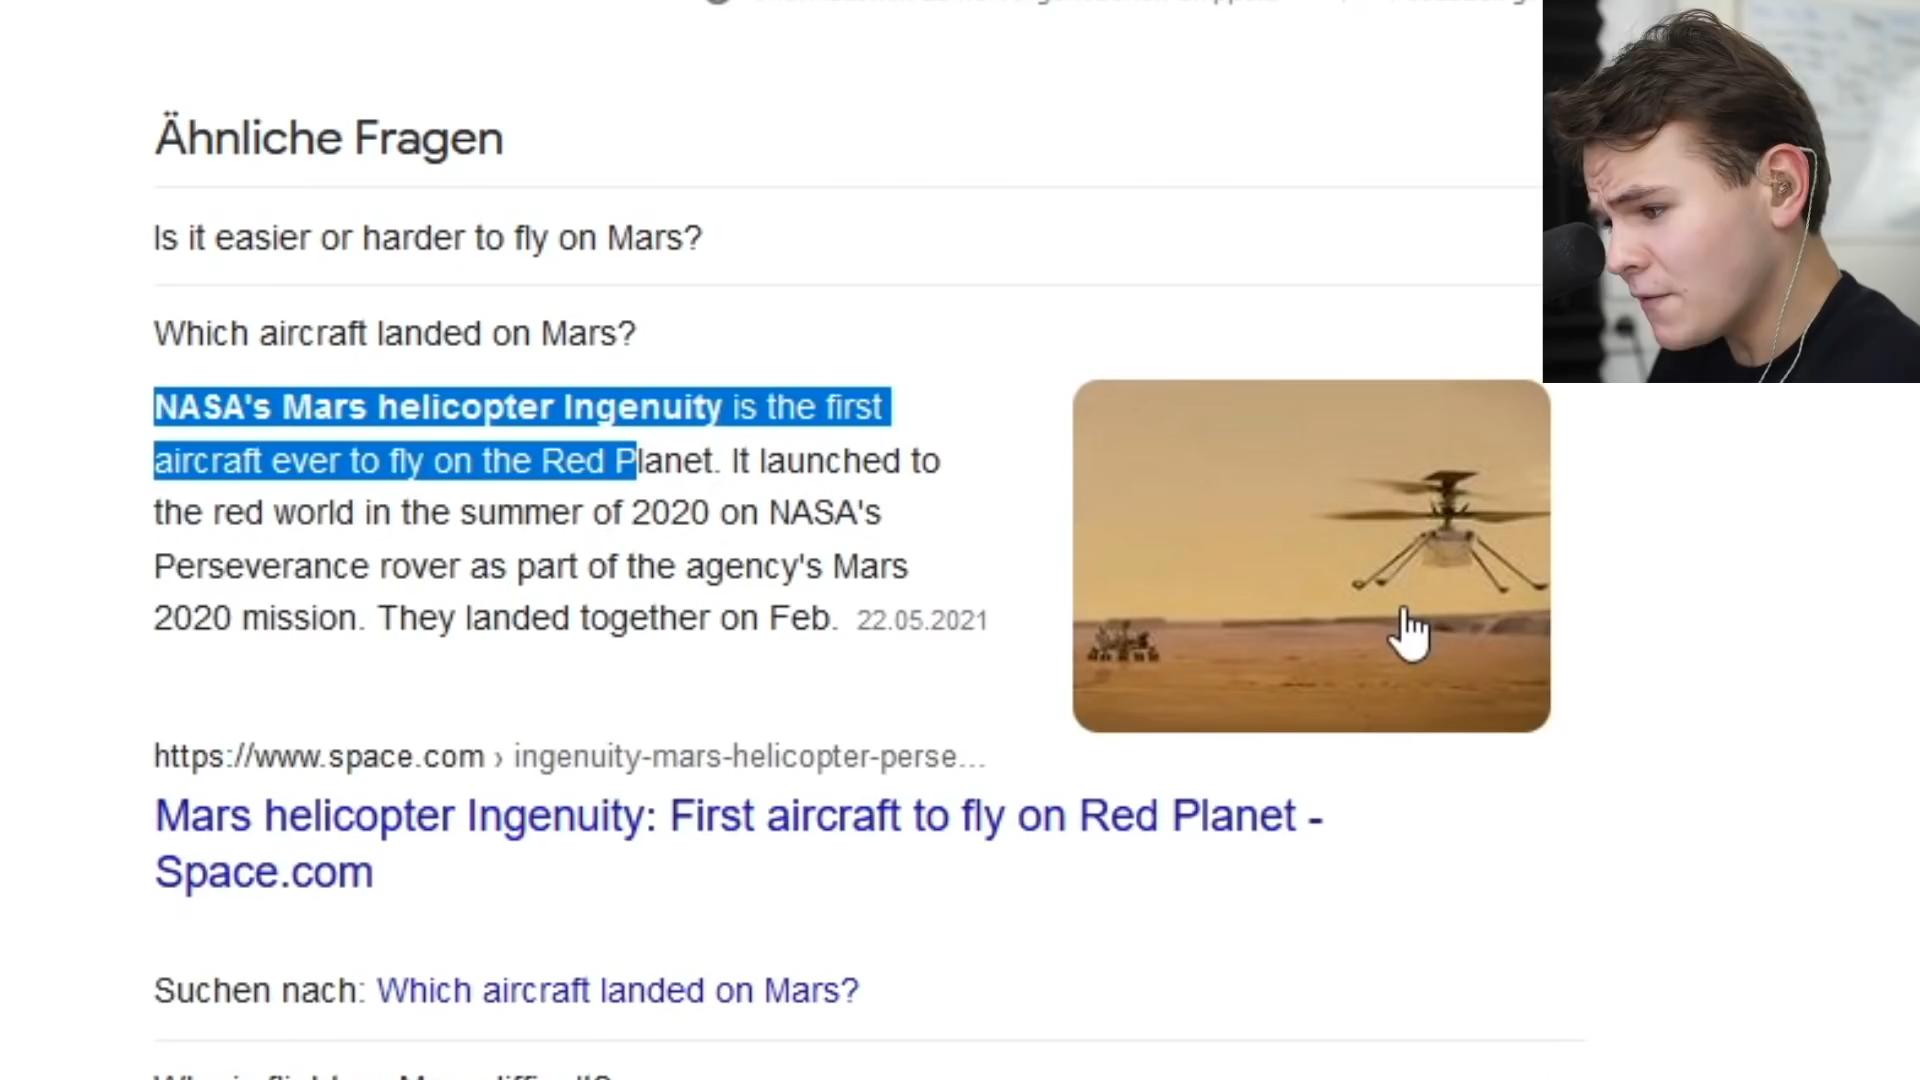 Ähnliche Fragen
Is it easier or harder to fly on Mars?
Which aircraft landed on Mars?
NASA's Mars helicopter Ingenuity is the first
aircraft ever to fly on the Red Planet. It launched to
the red world in the summer of 2020 on NASA's
Perseverance rover as part of the agency's Mars
2020 mission. They landed together on Feb. 22.05.2021
https://www.space.com › ingenuity-mars-helicopter-perse...
Mars helicopter Ingenuity: First aircraft to fly on Red Planet -
Space.com
Suchen nach: Which aircraft landed on Mars?